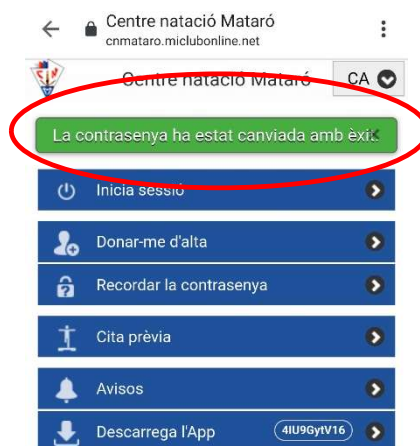 Centre natació Mataró
cnmataro.miclubonline.net
Centre natació Mataró
CA
La contrasenya ha estat canviada amb èxit
Inicia sessió
Donar-me d'alta
Recordar la contrasenya
Cita prèvia
Avisos
Descarrega l'App
4IU9GytV16